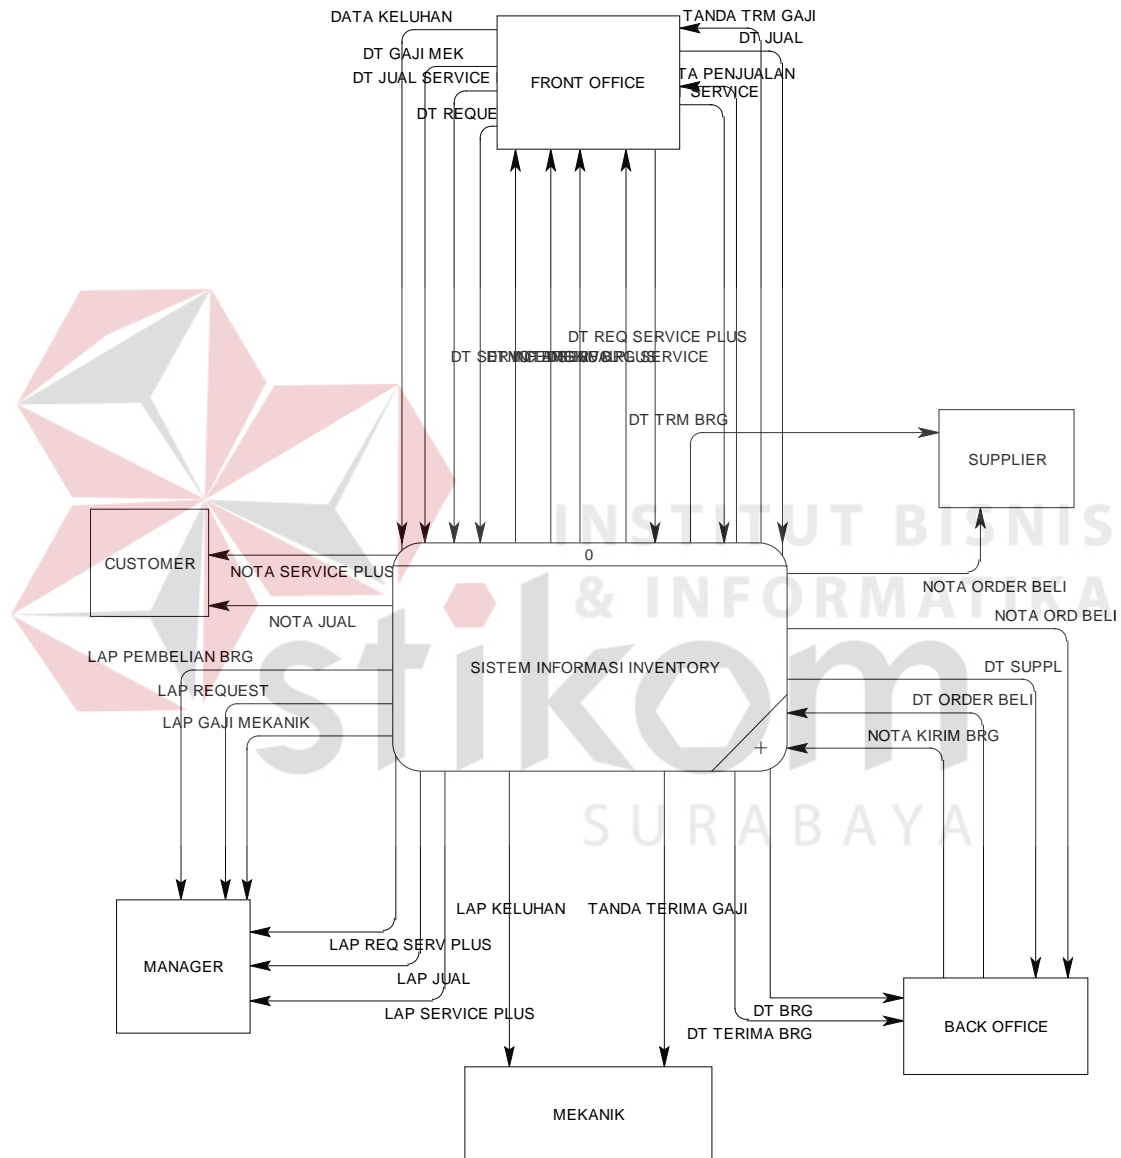 DATA KELUHAN
TANDA TRM GAJI
DT JUAL
DT GAJI MEK
DT JUAL SERVICE
TA PENJUALAN
SERVICE
FRONT OFFICE
DT REQUE
DT REQ SERVICE PLUS
SERVICE
DT TRM BRG
SUPPLIER
INSTITUT BISNIS
0
CUSTOMER
NOTA SERVICE PLUS
NOTA ORDER BELI
& INFORMATIKA
NOTA JUAL
NOTA ORD BELI
LAP PEMBELIAN BRG
SISTEM INFORMASI INVENTORY
DT SUPPL
LAP REQUEST
DT ORDER BELI
LAP GAJI MEKANIK
NOTA KIRIM BRG
stikom
+
SURABAYA
LAP KELUHAN
TANDA TERIMA GAJI
LAP REQ SERV PLUS
MANAGER
LAP JUAL
LAP SERVICE PLUS
DT BRG
DT TERIMA BRG
BACK OFFICE
MEKANIK